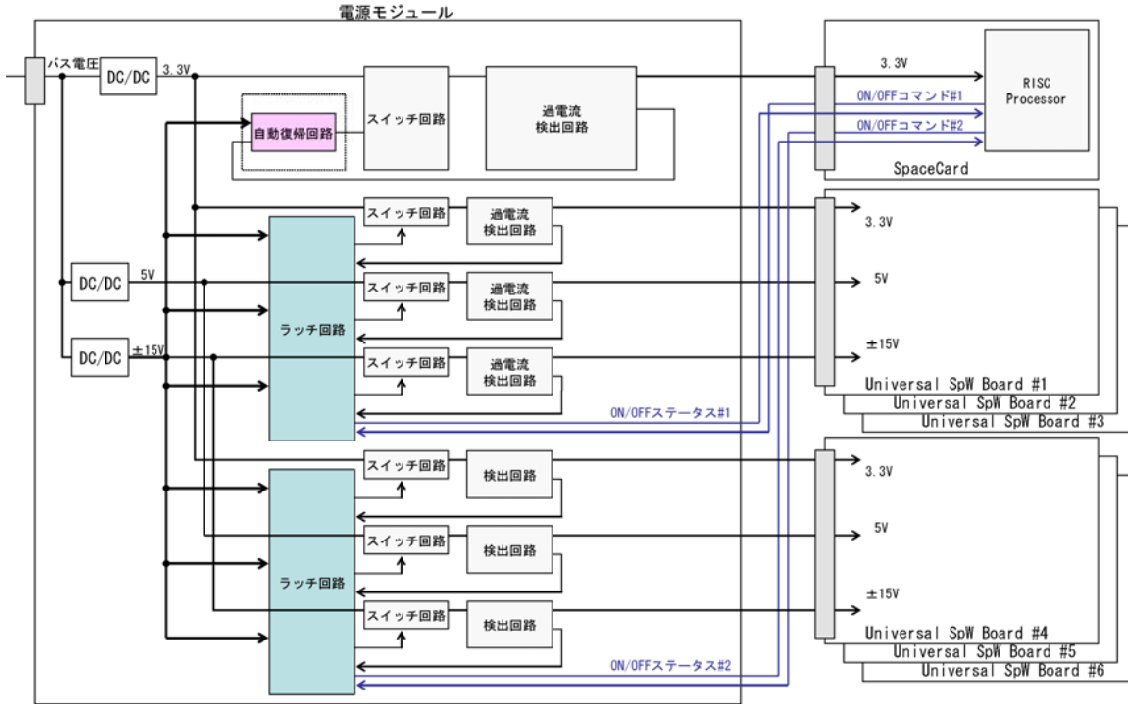 電源モジュール
バス電圧
DC/DC
3.3V
自動復帰回路
スイッチ回路
過電流
検出回路
3.3V
ON/OFFコマンド#1
ON/OFFコマンド#2
RISC
Processor
SpaceCard
スイッチ回路
過電流
検出回路
3.3V
DC/DC
5V
スイッチ回路
過電流
検出回路
5V
ラッチ回路
DC/DC
±15V
スイッチ回路
過電流
検出回路
±15V
Universal SpW Board #1
Universal SpW Board #2
Universal SpW Board #3
ON/OFFステータス#1
スイッチ回路
検出回路
3.3V
スイッチ回路
検出回路
5V
ラッチ回路
スイッチ回路
検出回路
±15V
Universal SpW Board #4
Universal SpW Board #5
Universal SpW Board #6
ON/OFFステータス#2